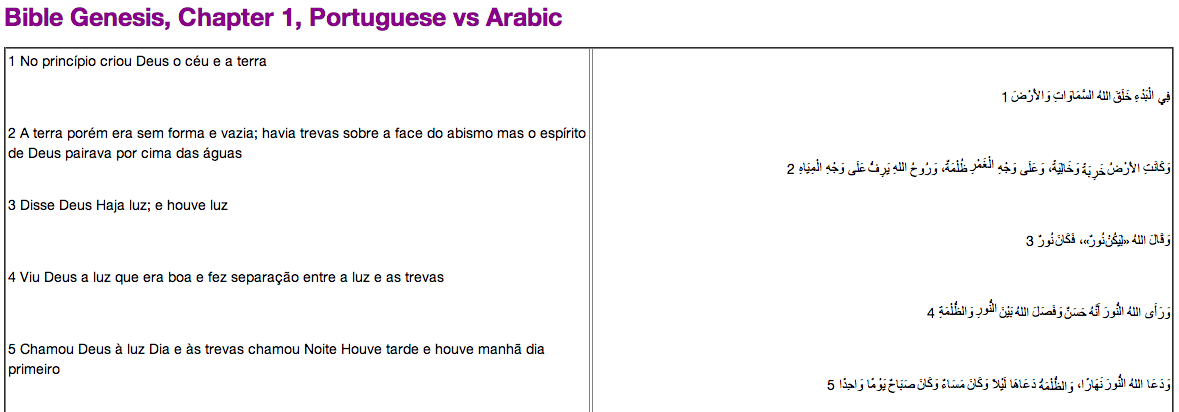 Bible Genesis, Chapter 1, Portuguese vs Arabic
1 No princípio criou Deus o céu e a terra
فِي الْبَدْءِ خَلَقَ اللهُ السَّمَاوَاتِ وَالأَرْضَ 1
2 A terra porém era sem forma e vazia; havia trevas sobre a face do abismo mas o espírito
de Deus pairava por cima das águas
وَكَانَتِ الأَرْضُ خَرِبَةً وَخَالِيَةً، وَعَلَى وَجْهِ الْغَمْرِ ظُلْمَةٌ، وَرُوحُ اللهِ يَرِفُّ عَلَى وَجْهِ الْمِيَاهِ 2
3 Disse Deus Haja luz; e houve luz
وَقَالَ اللهُ «لِيَكُنْ نُورٌ»، فَكَانَ نُورٌ 3
4 Viu Deus a luz que era boa e fez separação entre a luz e as trevas
وَرَأَى اللهُ النُّورَ أَنَّهُ حَسَنٌ وَفَصَلَ اللهُ بَيْنَ النُّورِ وَالظُّلْمَةِ 4
5 Chamou Deus à luz Dia e às trevas chamou Noite Houve tarde e houve manhã dia
primeiro
وَدَعَا اللهُ النُّورَ نَهَارًا، وَالظُّلْمَةُ دَعَاهَا لَيْلاً وَكَانَ مَسَاءٌ وَكَانَ صَبَاحٌ يَوْمًا وَاحِدًا 5